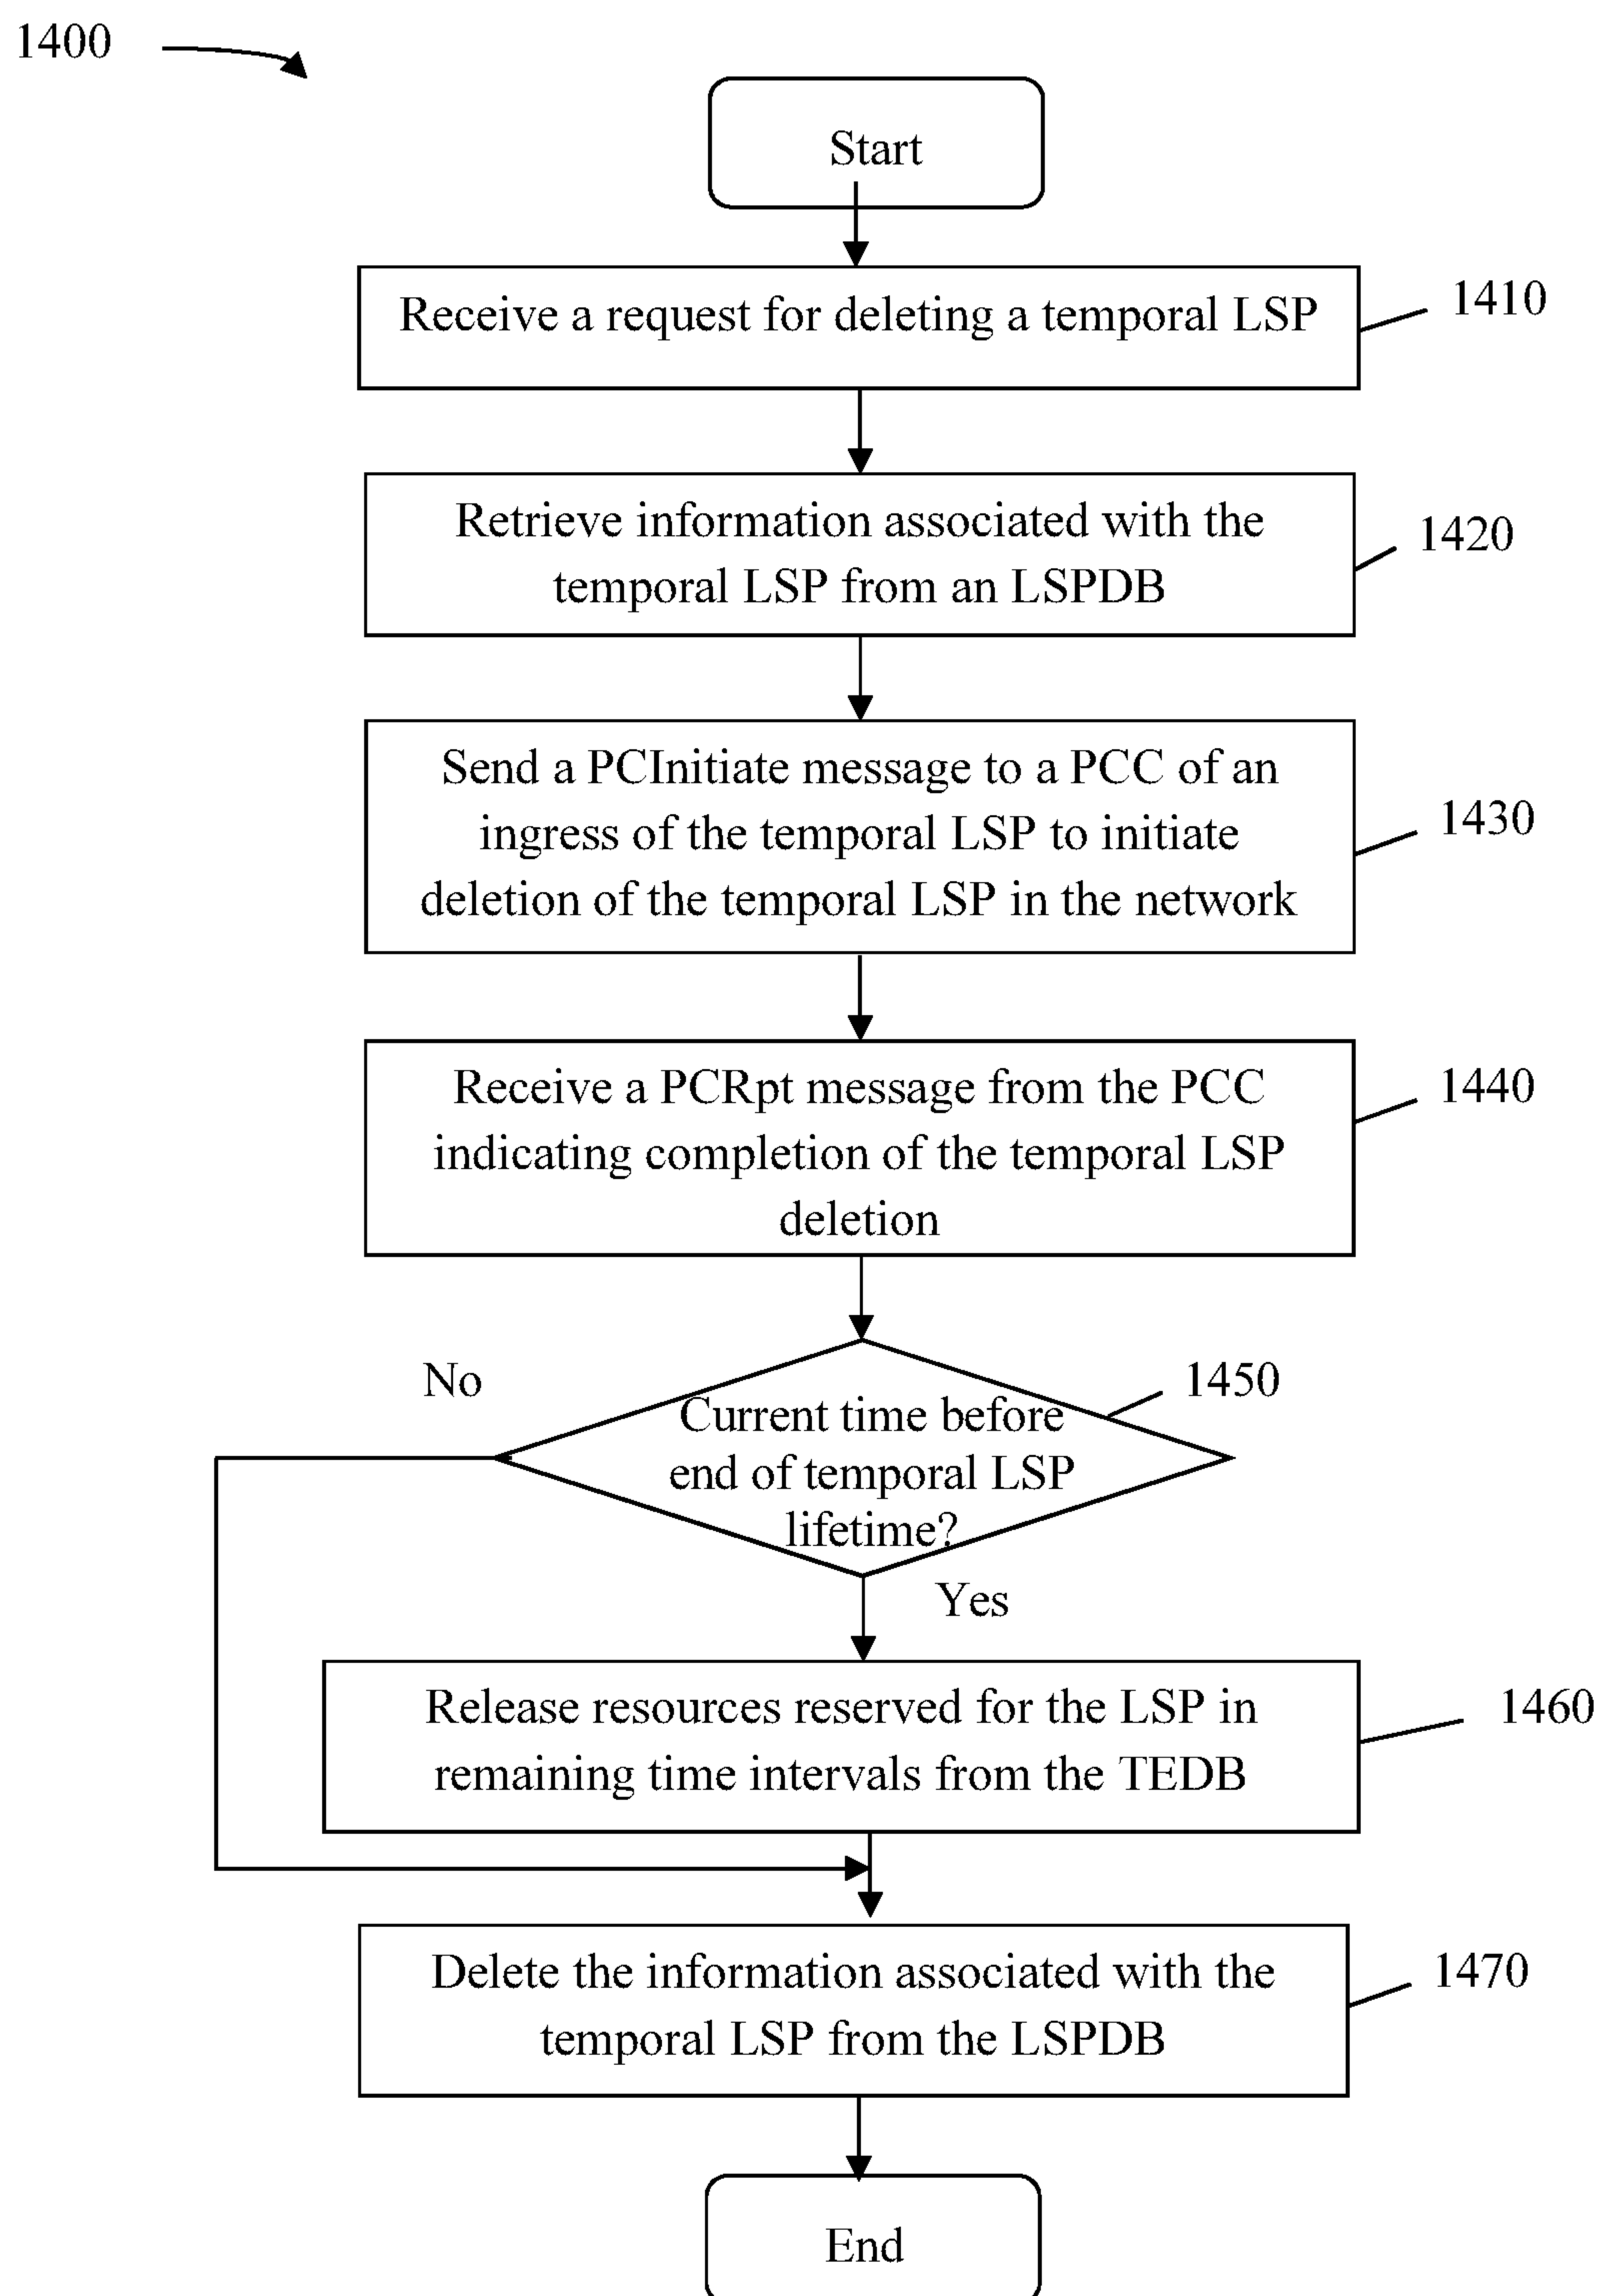 1400
Start
Receive a request for deleting a temporal LSP
1410
Retrieve information associated with the
temporal LSP from an LSPDB
1420
Send a PCInitiate message to a PCC of an
ingress of the temporal LSP to initiate
deletion of the temporal LSP in the network
1430
Receive a PCRpt message from the PCC
indicating completion of the temporal LSP
deletion
1440
No
Current time before
end of temporal LSP
lifetime?
1450
Yes
Release resources reserved for the LSP in
remaining time intervals from the TEDB
1460
Delete the information associated with the
temporal LSP from the LSPDB
1470
End